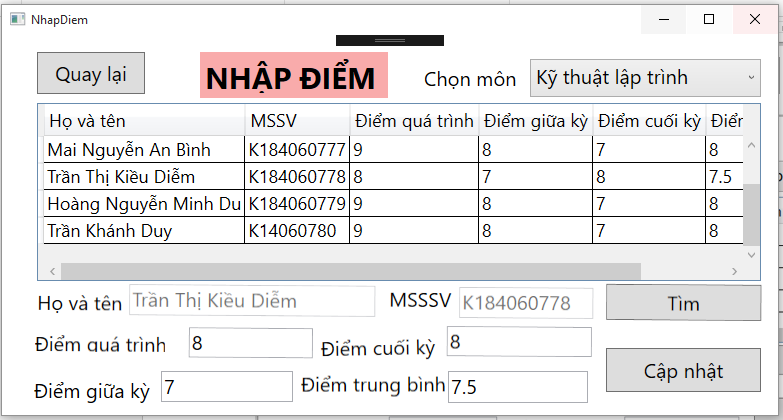 NhapDiem
Quay lại NHẬP ĐIỂM Chọn môn Kỹ thuật lập trình
Họ và tên MSSV Điểm quá trình Điểm giữa kỳ Điểm cuối kỳ Điểm
Mai Nguyễn An Bình K184060777 9 8 7 8
Trần Thị Kiều Diễm K184060778 8 7 8 7.5
Hoàng Nguyễn Minh Du K184060779 9 8 7 8
Trần Khánh Duy K14060780 9 8 7 8
Họ và tên Trần Thị Kiều Diễm MSSSV K184060778 Tìm
Điểm quá trình 8 Điểm cuối kỳ 8
Cập nhật
Điểm giữa kỳ 7 Điểm trung bình 7.5